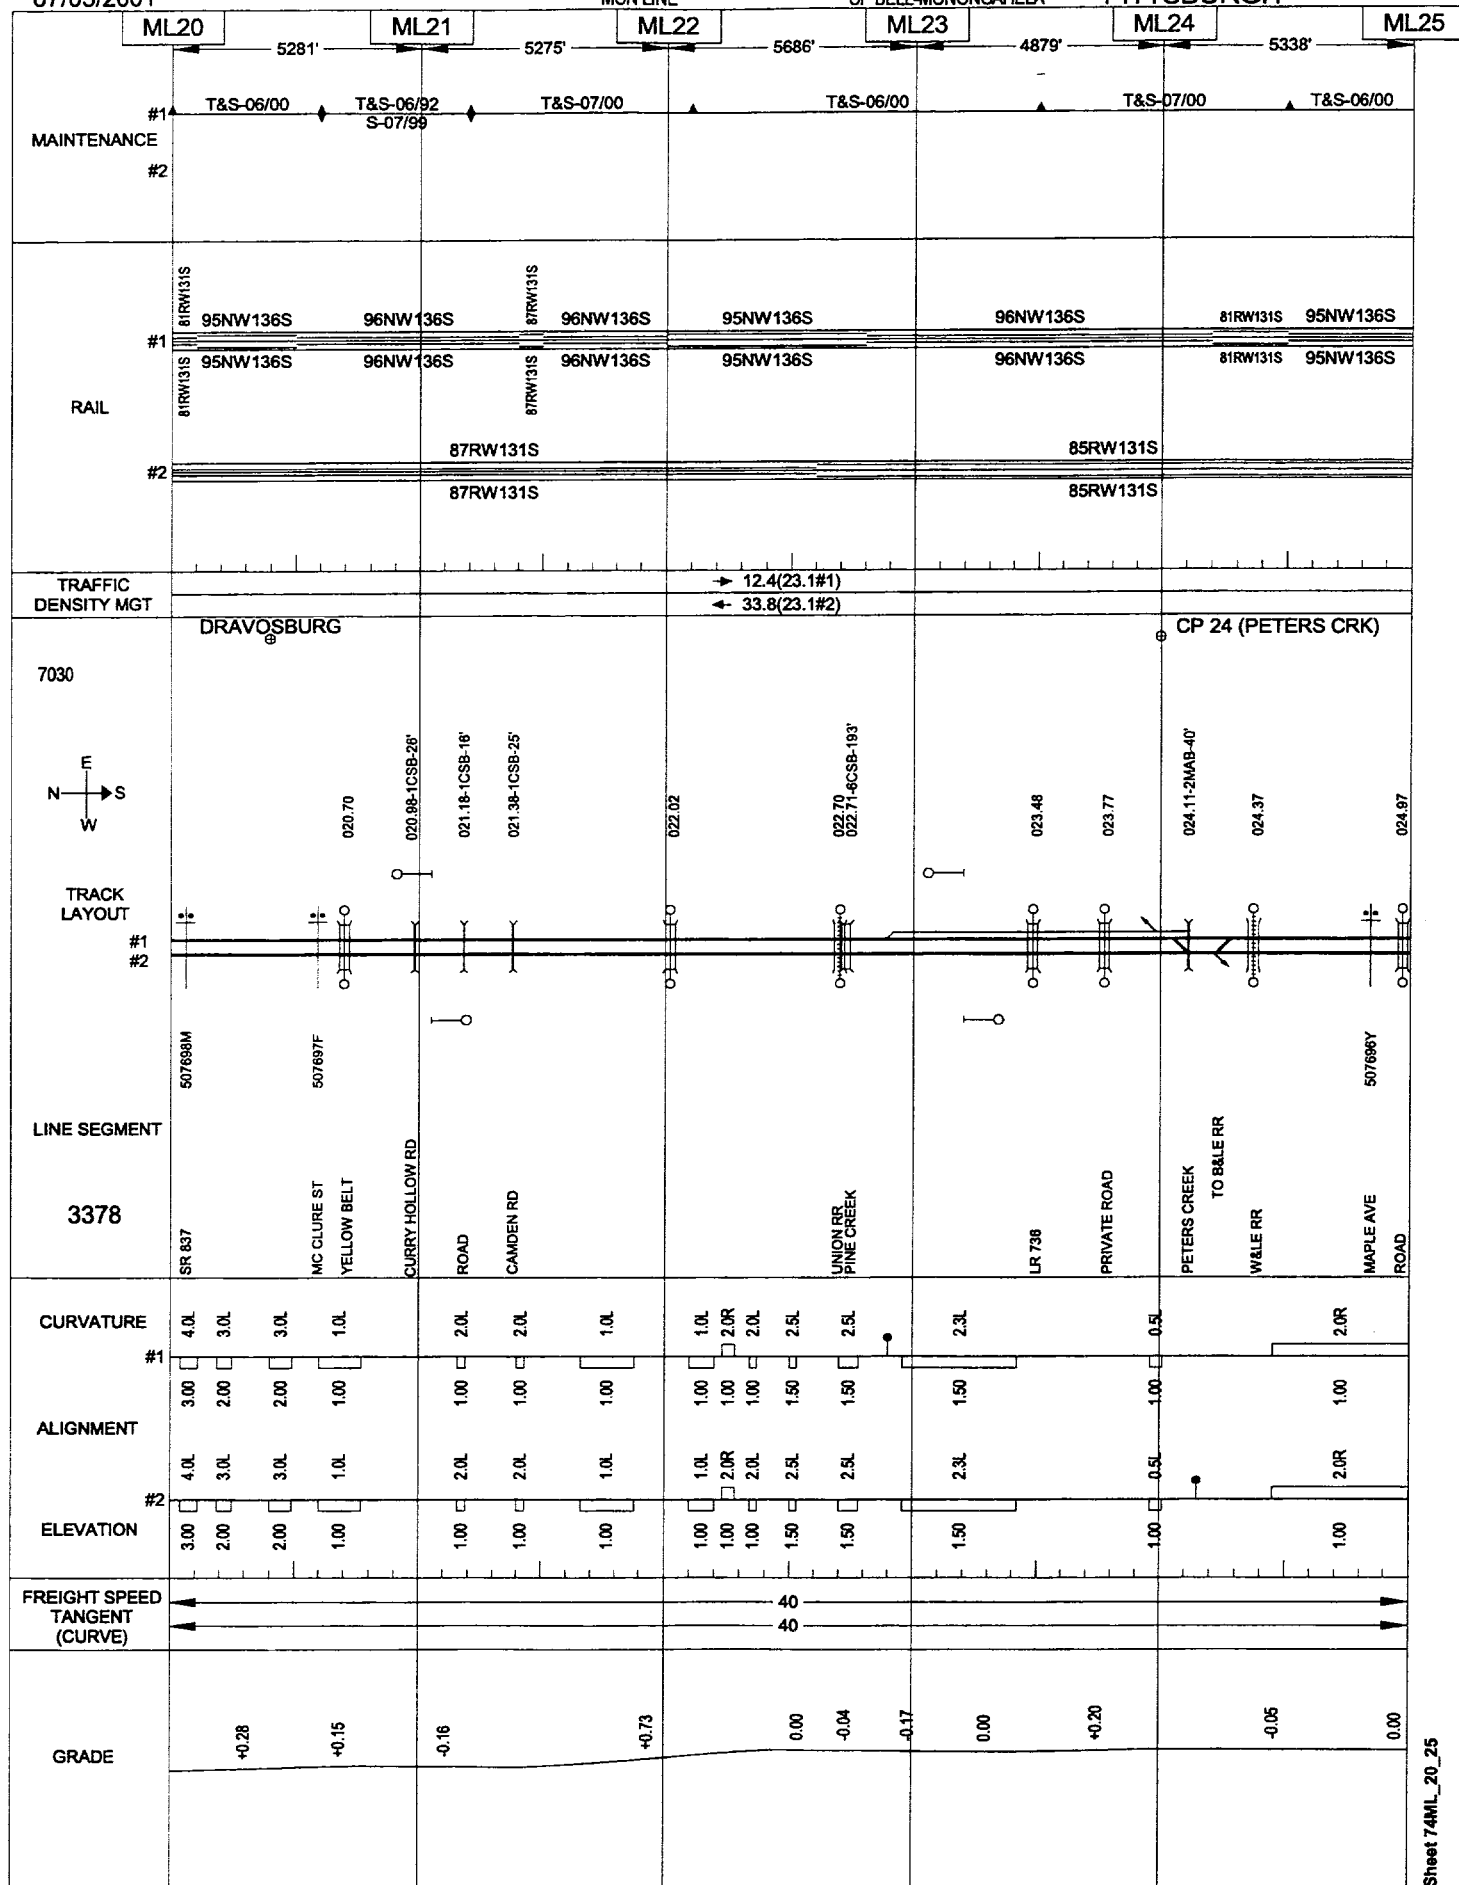 ML20 ML21 ML22 ML23 ML24 ML25
5281' 5275' 5686' 4879' 5338'
T&S-06/00 T&S-06/92 T&S-07/00 T&S-06/00 T&S-07/00 T&S-06/00
#1
S-07/99
MAINTENANCE
#2
81RW131S 87RW131S
95NW136S 96NW136S 96NW136S 95NW136S 96NW136S 81RW131S 95NW136S
#1
95NW136S 96NW136S 96NW136S 95NW136S 96NW136S 81RW131S 95NW136S
81RW131S 87RW131S
RAIL
87RW131S 85RW131S
#2
87RW131S 85RW131S
TRAFFIC
DENSITY MGT
12.4(23.1#1)
33.8(23.1#2)
DRAVOSBURG CP 24 (PETERS CRK)
7030
E
N S
W
020.70
020.98-1CSB-26'
021.18-1CSB-16'
021.38-1CSB-25'
022.02
022.70
022.71-6CSB-193'
023.48
023.77
024.11-2MAB-40'
024.37
024.97
TRACK
LAYOUT
#1
#2
507698M
507697F
507696Y
LINE SEGMENT
3378
SR 837
MC CLURE ST
YELLOW BELT
CURRY HOLLOW RD
ROAD
CAMDEN RD
UNION RR
PINE CREEK
LR 736
PRIVATE ROAD
PETERS CREEK
TO B&LE RR
W&LE RR
MAPLE AVE
ROAD
CURVATURE
4.0L 3.0L 3.0L 1.0L 2.0L 2.0L 1.0L 1.0L 2.0R 2.0L 2.5L 2.5L 2.3L 0.5L 2.0R
#1
3.00 2.00 2.00 1.00 1.00 1.00 1.00 1.00 1.00 1.00 1.50 1.50 1.50 1.00 1.00
ALIGNMENT
4.0L 3.0L 3.0L 1.0L 2.0L 2.0L 1.0L 1.0L 2.0R 2.0L 2.5L 2.5L 2.3L 0.5L 2.0R
#2
ELEVATION
3.00 2.00 2.00 1.00 1.00 1.00 1.00 1.00 1.00 1.00 1.50 1.50 1.50 1.00 1.00
FREIGHT SPEED
TANGENT
(CURVE)
40
40
GRADE
+0.28 +0.15 -0.16 +0.73 0.00 -0.04 -0.17 0.00 +0.20 -0.05 0.00
Sheet 74ML_20_25